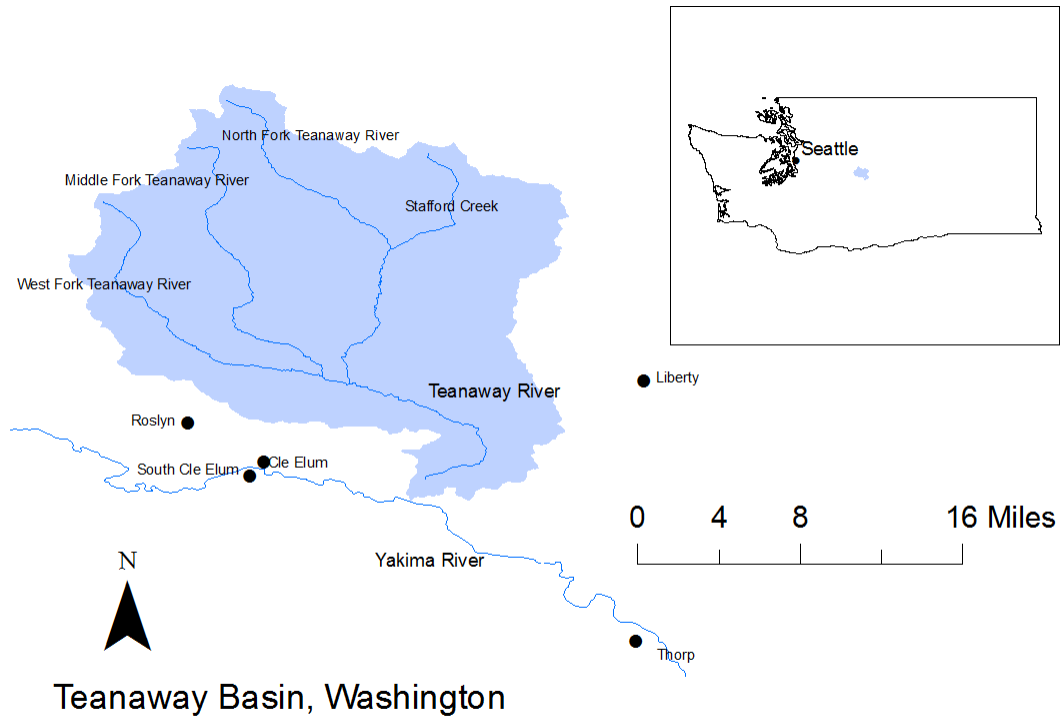 North Fork Teanaway River
Seattle
Middle Fork Teanaway River
Stafford Creek
West Fork Teanaway River
Liberty
Teanaway River
Roslyn
Cle Elum
South Cle Elum
0 4 8 16 Miles
N
Yakima River
Thorp
Teanaway Basin, Washington